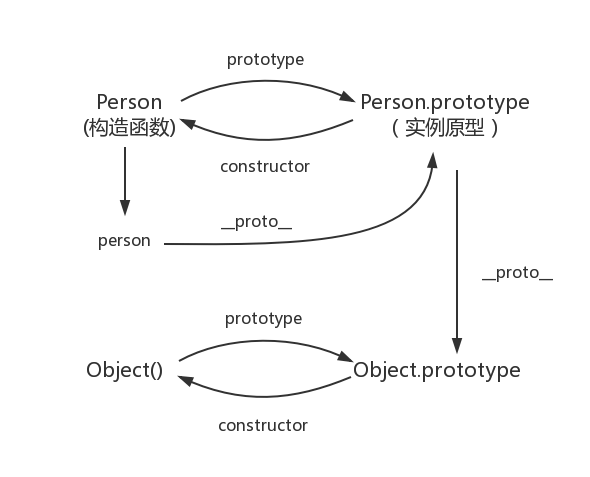 prototype
Person
(构造函数)
Person.prototype
（ 实例原型 ）
constructor
__proto__
person
__proto__
prototype
Object()
Object.prototype
constructor